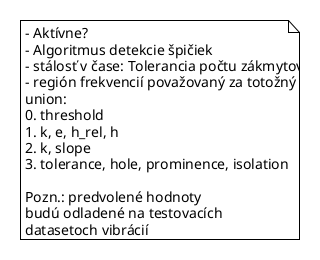 - Aktívne?
- Algoritmus detekcie špičiek
- stálosť v čase: Tolerancia počtu zákmytov
- región frekvencií považovaný za totožný
union:
0. threshold
1. k, e, h_rel, h
2. k, slope
3. tolerance, hole, prominence, isolation
Pozn.: predvolené hodnoty
budú odladené na testovacích
datasetoch vibrácií